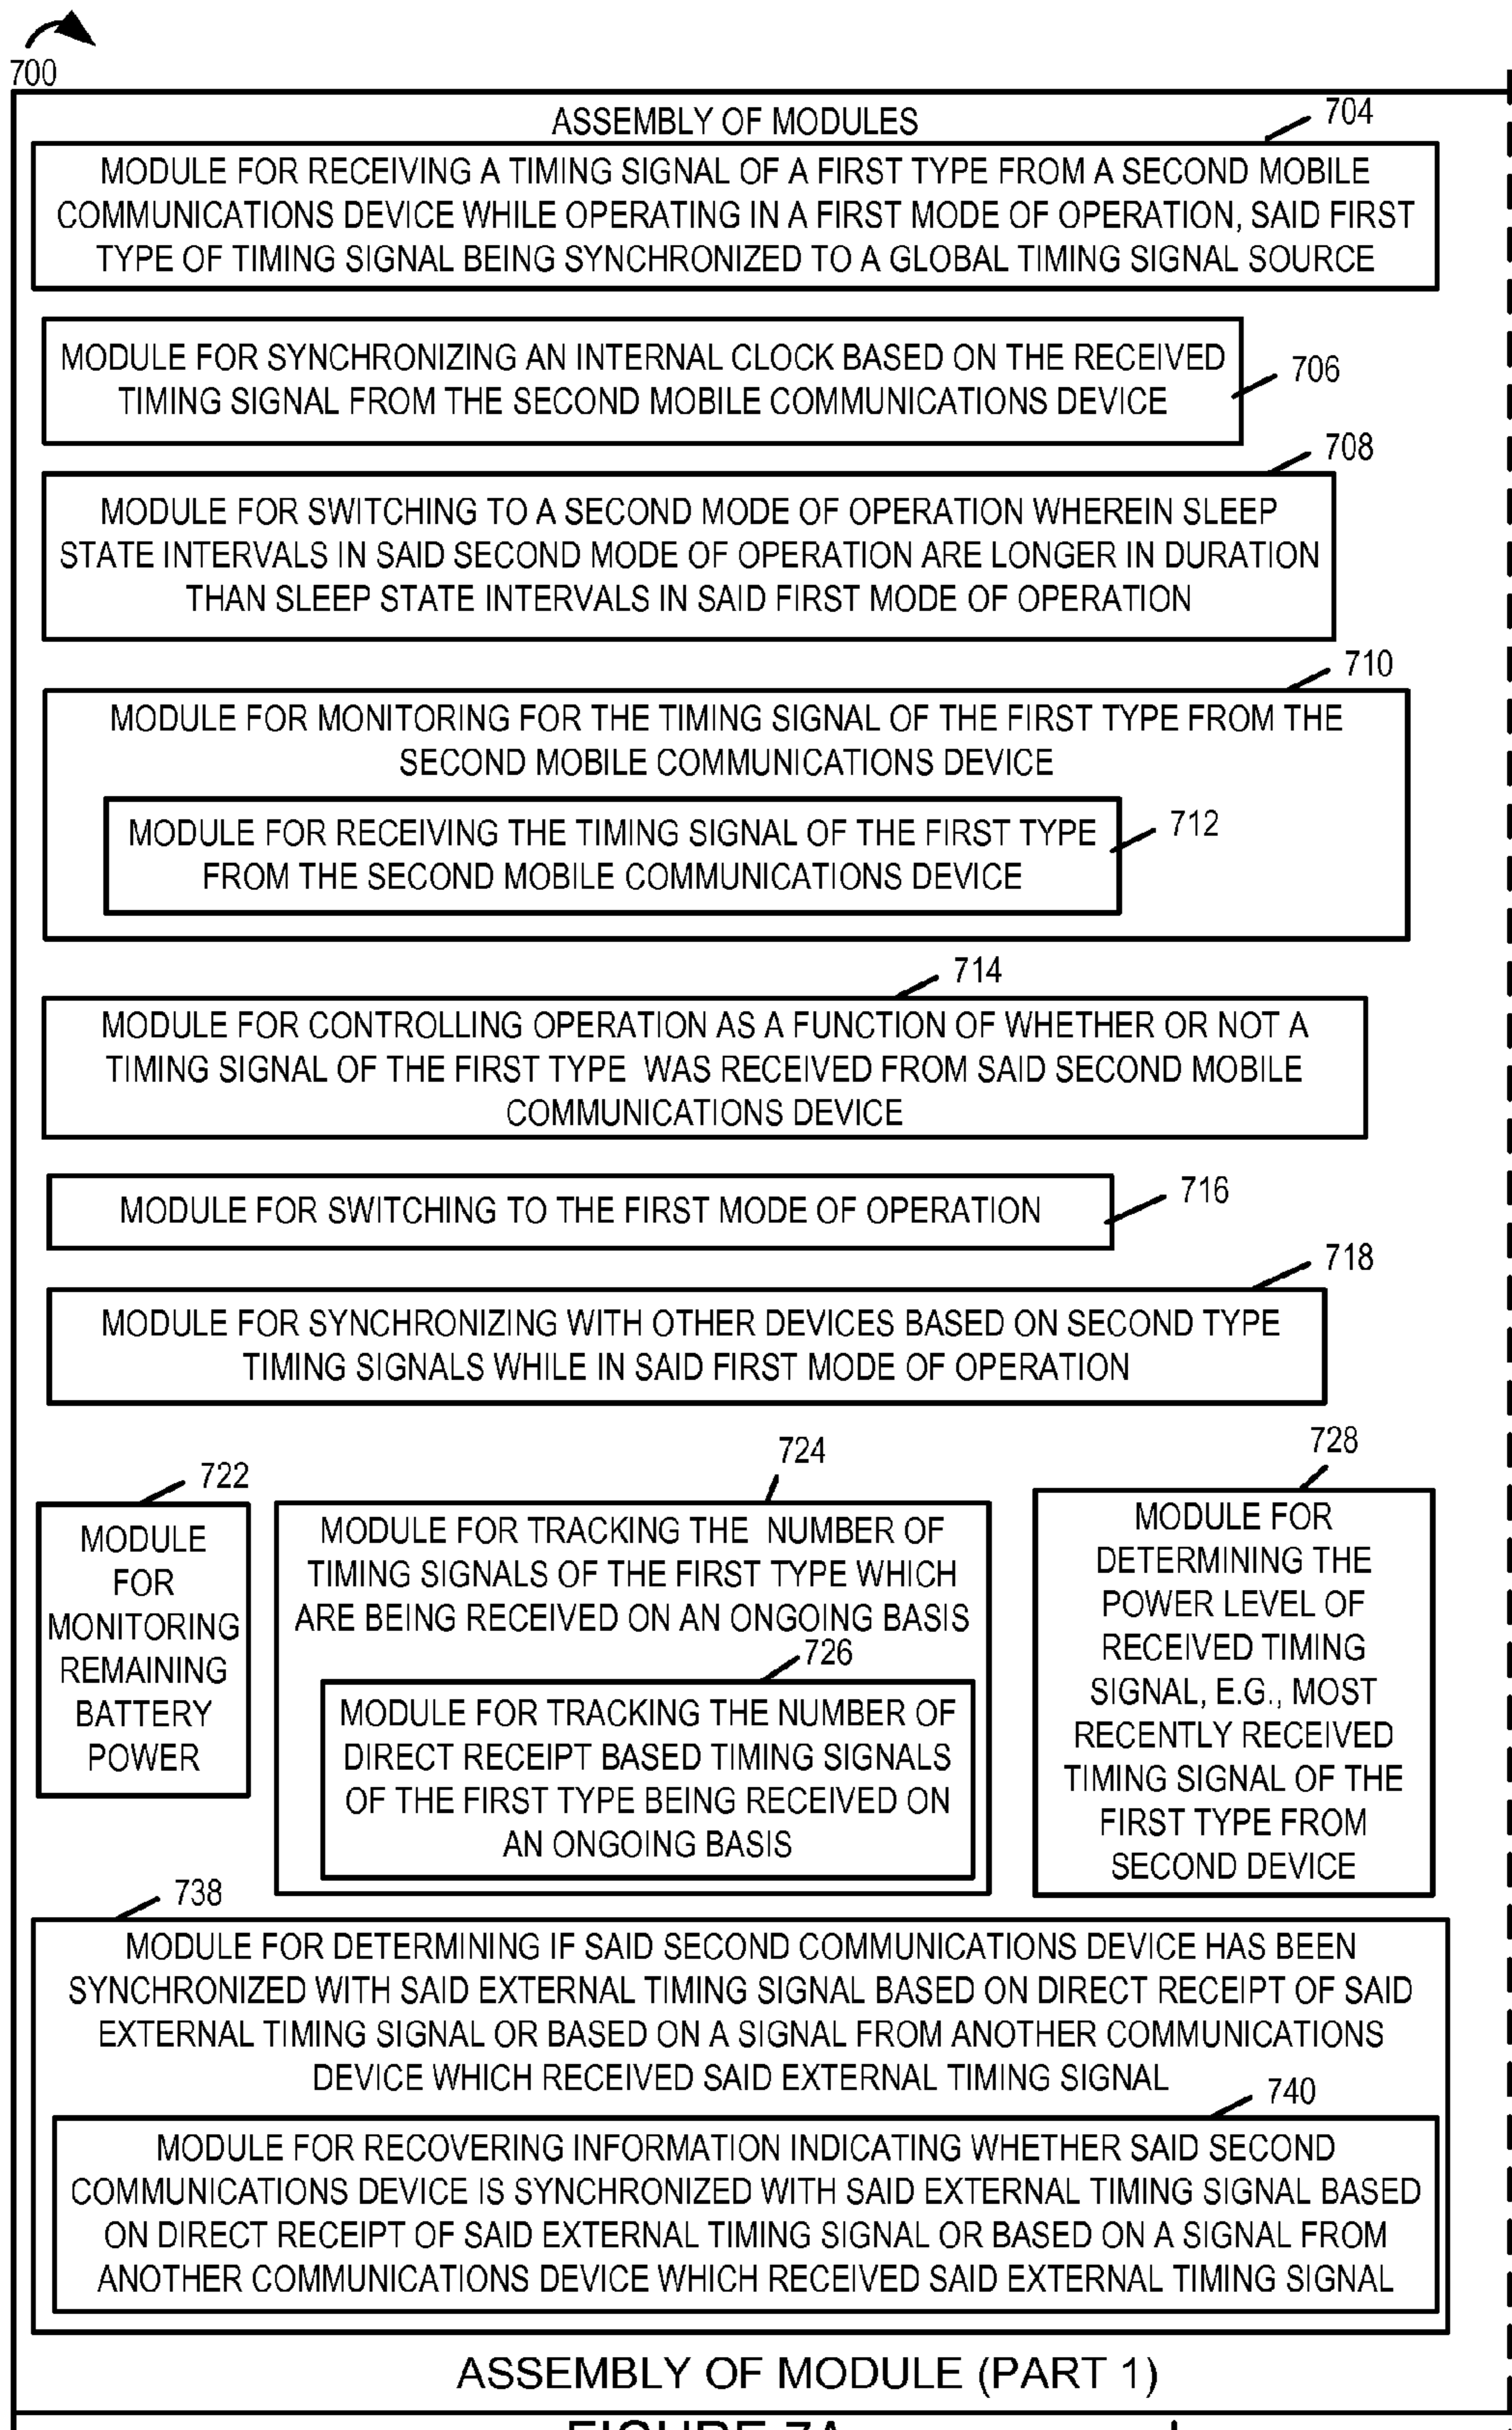 700
ASSEMBLY OF MODULES
704
MODULE FOR RECEIVING A TIMING SIGNAL OF A FIRST TYPE FROM A SECOND MOBILE
COMMUNICATIONS DEVICE WHILE OPERATING IN A FIRST MODE OF OPERATION, SAID FIRST
TYPE OF TIMING SIGNAL BEING SYNCHRONIZED TO A GLOBAL TIMING SIGNAL SOURCE
MODULE FOR SYNCHRONIZING AN INTERNAL CLOCK BASED ON THE RECEIVED
TIMING SIGNAL FROM THE SECOND MOBILE COMMUNICATIONS DEVICE
706
708
MODULE FOR SWITCHING TO A SECOND MODE OF OPERATION WHEREIN SLEEP
STATE INTERVALS IN SAID SECOND MODE OF OPERATION ARE LONGER IN DURATION
THAN SLEEP STATE INTERVALS IN SAID FIRST MODE OF OPERATION
710
MODULE FOR MONITORING FOR THE TIMING SIGNAL OF THE FIRST TYPE FROM THE
SECOND MOBILE COMMUNICATIONS DEVICE
MODULE FOR RECEIVING THE TIMING SIGNAL OF THE FIRST TYPE
FROM THE SECOND MOBILE COMMUNICATIONS DEVICE
712
714
MODULE FOR CONTROLLING OPERATION AS A FUNCTION OF WHETHER OR NOT A
TIMING SIGNAL OF THE FIRST TYPE WAS RECEIVED FROM SAID SECOND MOBILE
COMMUNICATIONS DEVICE
MODULE FOR SWITCHING TO THE FIRST MODE OF OPERATION
716
718
MODULE FOR SYNCHRONIZING WITH OTHER DEVICES BASED ON SECOND TYPE
TIMING SIGNALS WHILE IN SAID FIRST MODE OF OPERATION
722
MODULE
FOR
MONITORING
REMAINING
BATTERY
POWER
724
MODULE FOR TRACKING THE NUMBER OF
TIMING SIGNALS OF THE FIRST TYPE WHICH
ARE BEING RECEIVED ON AN ONGOING BASIS
726
MODULE FOR TRACKING THE NUMBER OF
DIRECT RECEIPT BASED TIMING SIGNALS
OF THE FIRST TYPE BEING RECEIVED ON
AN ONGOING BASIS
728
MODULE FOR
DETERMINING THE
POWER LEVEL OF
RECEIVED TIMING
SIGNAL, E.G., MOST
RECENTLY RECEIVED
TIMING SIGNAL OF THE
FIRST TYPE FROM
SECOND DEVICE
738
MODULE FOR DETERMINING IF SAID SECOND COMMUNICATIONS DEVICE HAS BEEN
SYNCHRONIZED WITH SAID EXTERNAL TIMING SIGNAL BASED ON DIRECT RECEIPT OF SAID
EXTERNAL TIMING SIGNAL OR BASED ON A SIGNAL FROM ANOTHER COMMUNICATIONS
DEVICE WHICH RECEIVED SAID EXTERNAL TIMING SIGNAL
740
MODULE FOR RECOVERING INFORMATION INDICATING WHETHER SAID SECOND
COMMUNICATIONS DEVICE IS SYNCHRONIZED WITH SAID EXTERNAL TIMING SIGNAL BASED
ON DIRECT RECEIPT OF SAID EXTERNAL TIMING SIGNAL OR BASED ON A SIGNAL FROM
ANOTHER COMMUNICATIONS DEVICE WHICH RECEIVED SAID EXTERNAL TIMING SIGNAL
ASSEMBLY OF MODULE (PART 1)
FIGURE 7A